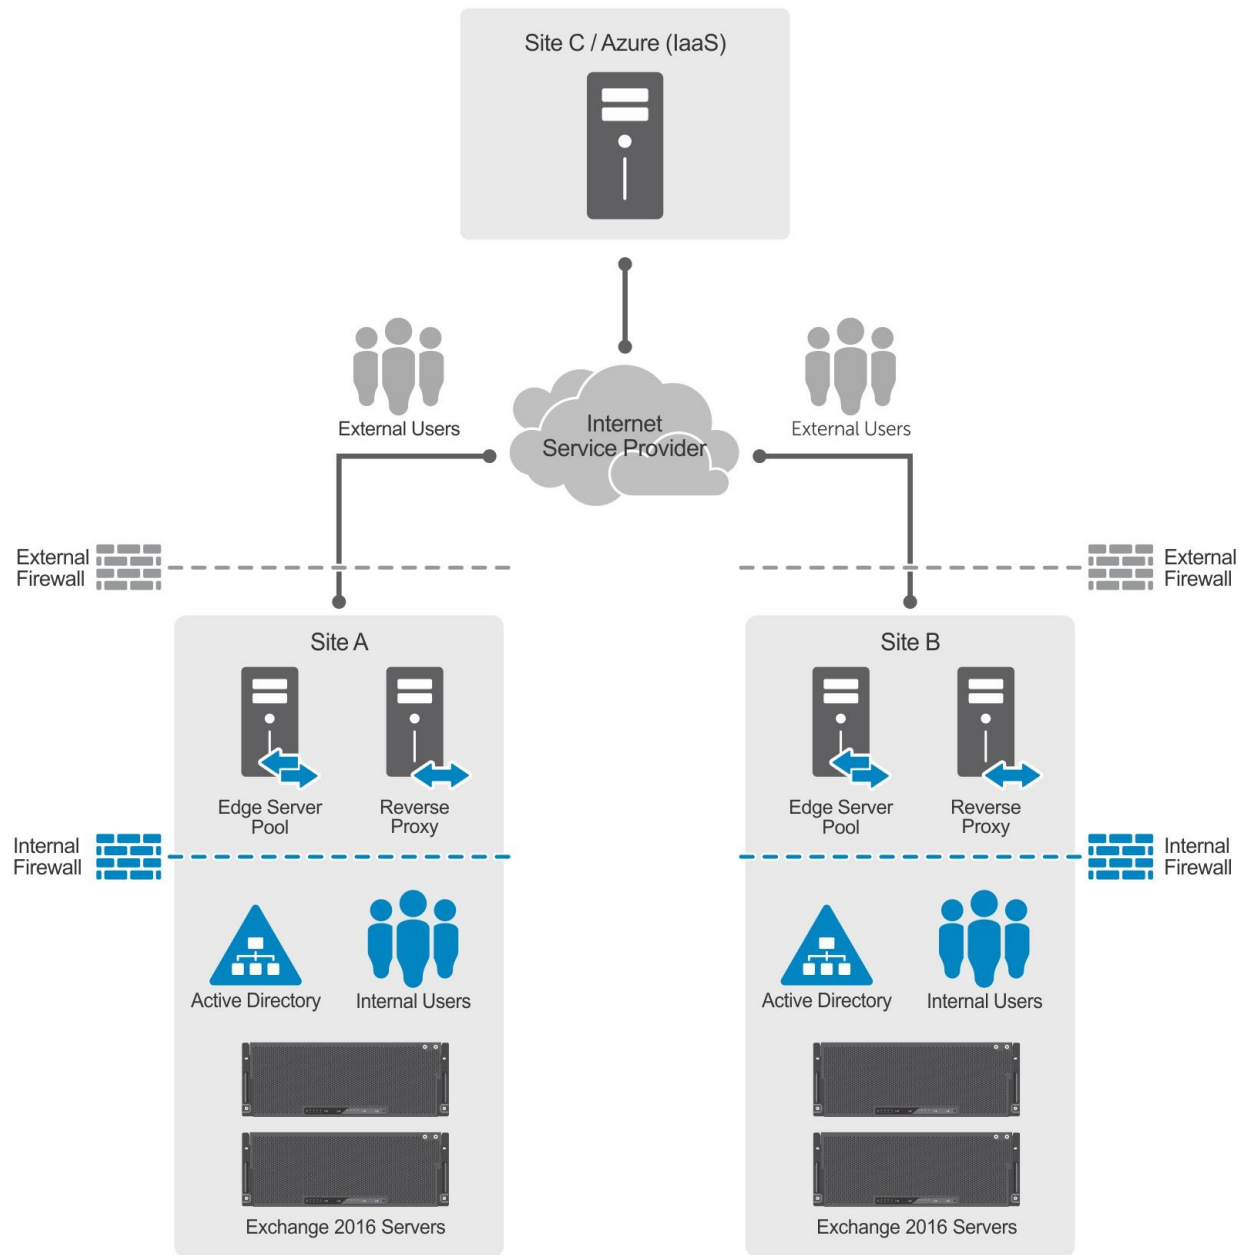 Site C / Azure (IaaS)
External Users
Internet
Service Provider
External Users
External
Firewall
External
Firewall
Site A
Edge Server
Pool
Reverse
Proxy
Internal
Firewall
Active Directory
Internal Users
Exchange 2016 Servers
Site B
Edge Server
Pool
Reverse
Proxy
Internal
Firewall
Active Directory
Internal Users
Exchange 2016 Servers